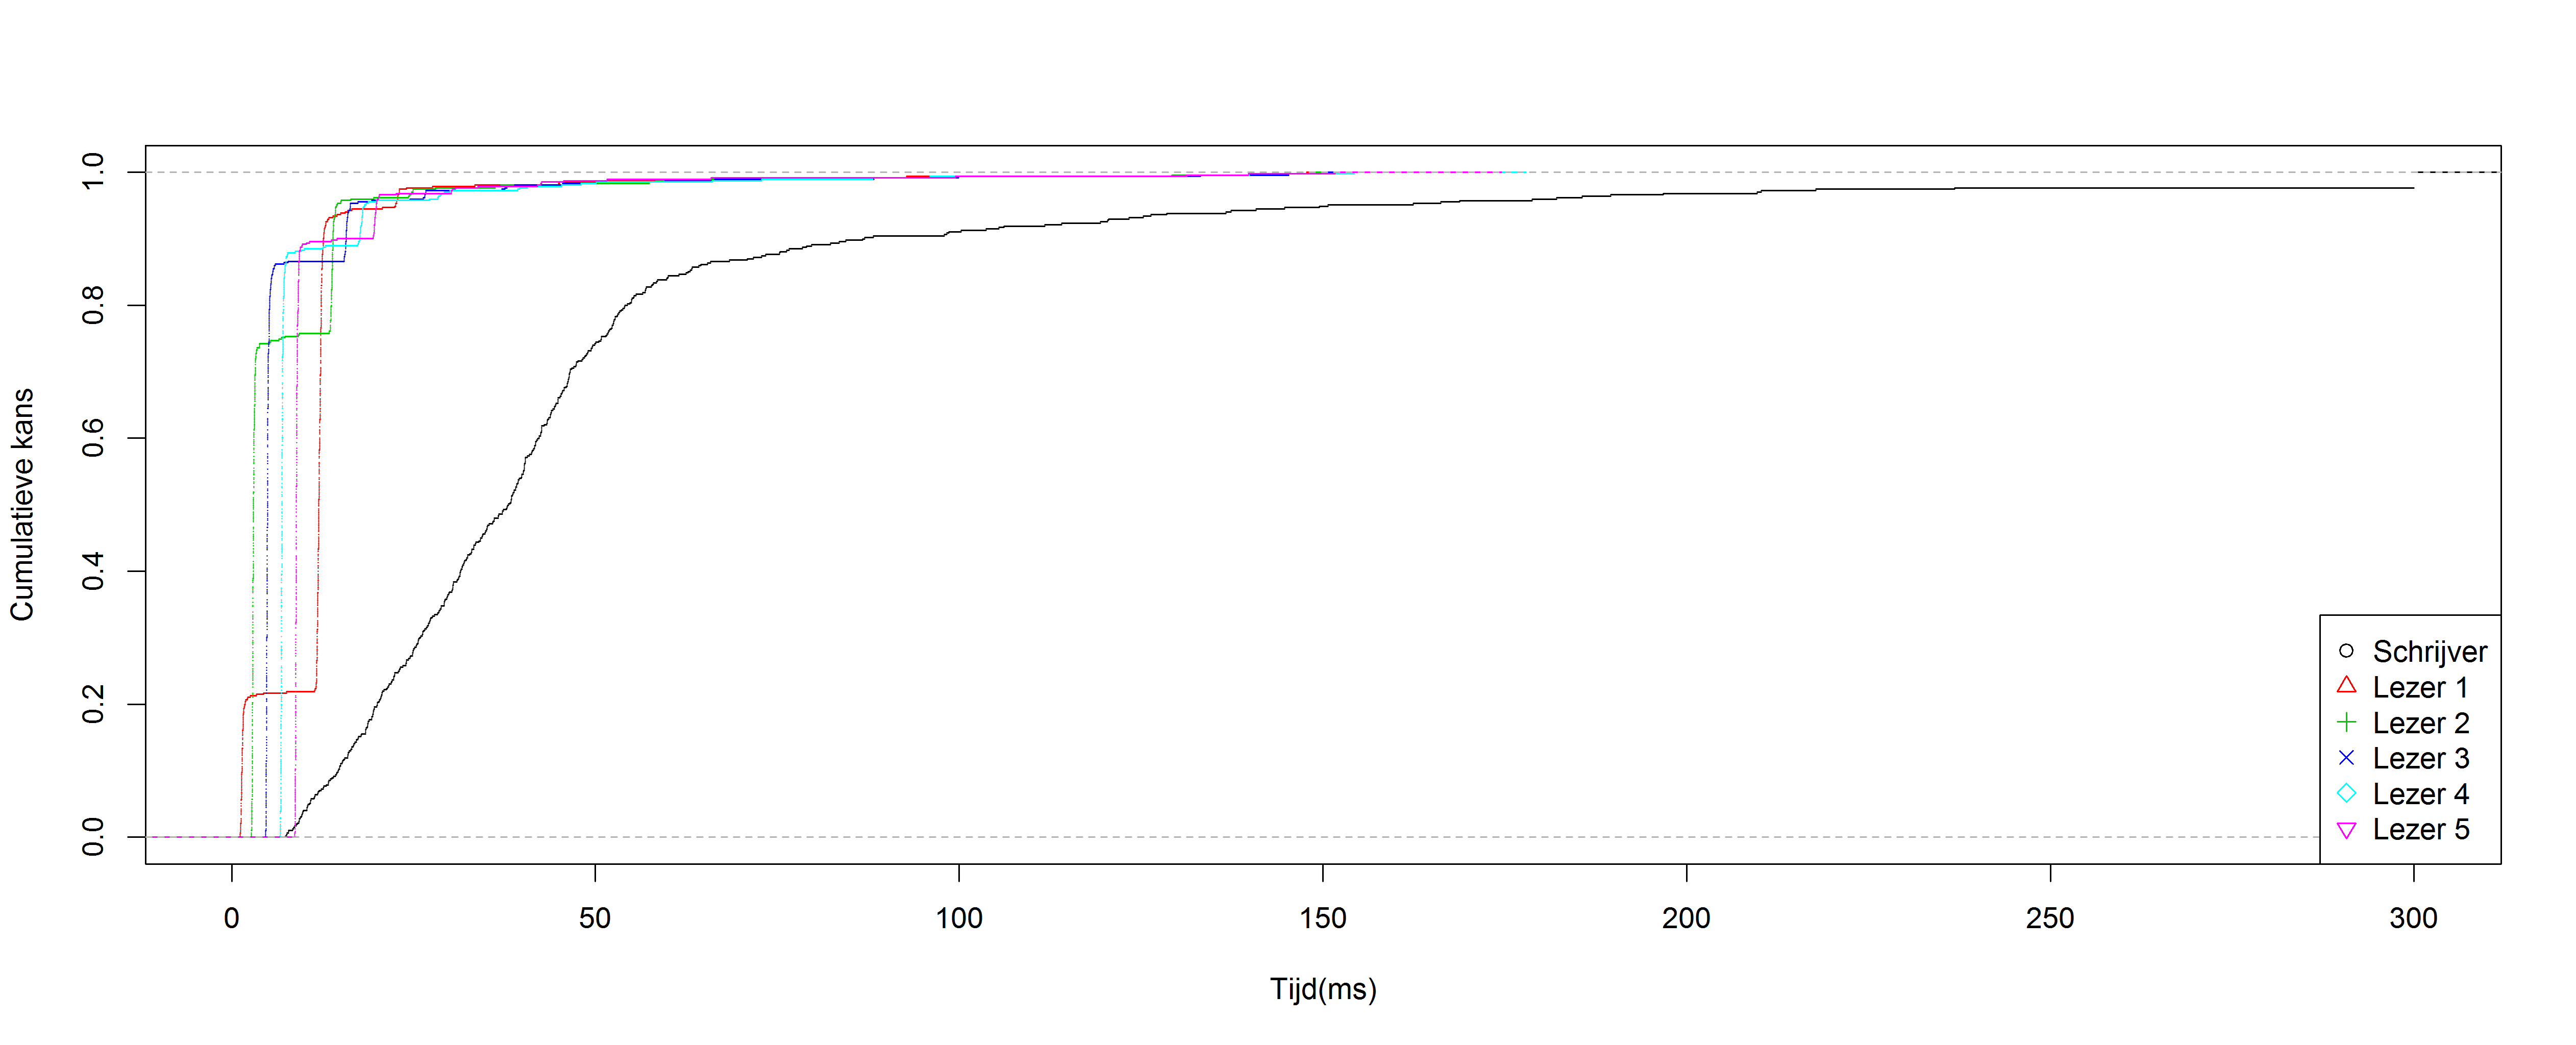 Cumulatieve kans
1.0
0.8
0.6
0.4
0.2
0.0
Schrijver
Lezer 1
Lezer 2
Lezer 3
Lezer 4
Lezer 5
0 50 100 150 200 250 300
Tijd(ms)